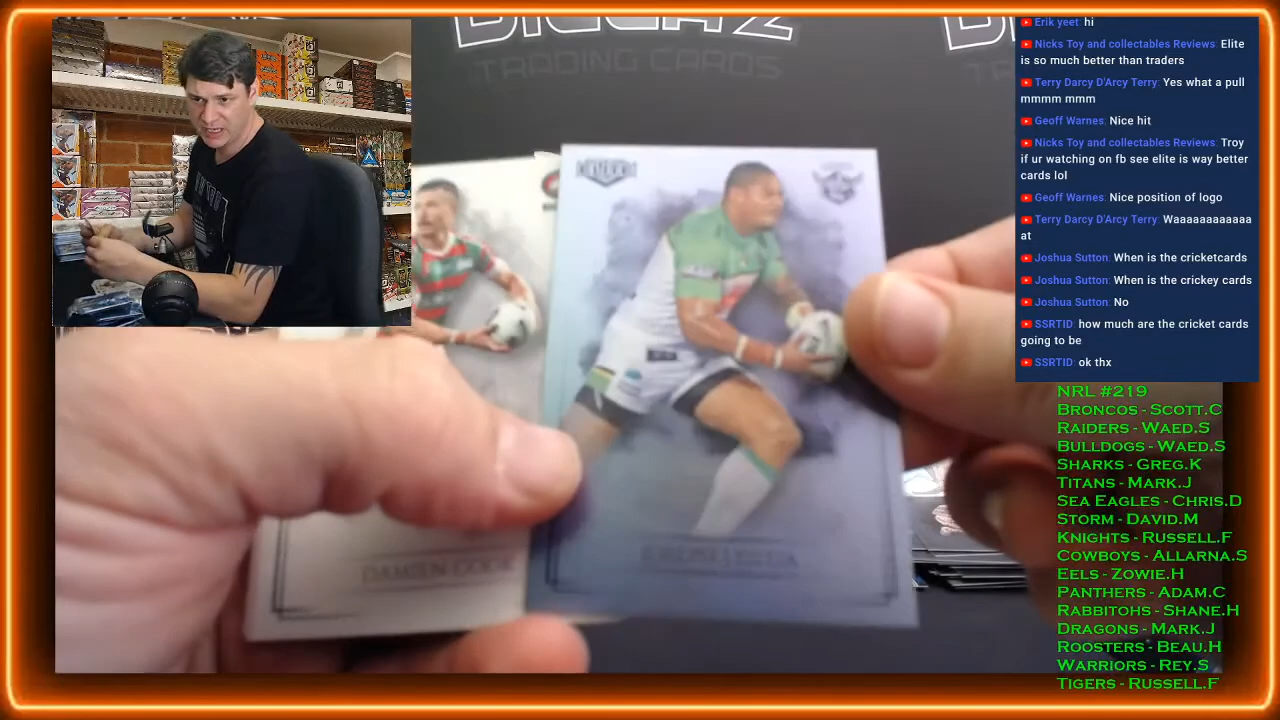 BIGGAZ
TRADING CARDS
Erik yeet: hi
Nicks Toy and collectables Reviews: Elite
is so much better than traders
Terry Darcy D'Arcy Terry: Yes what a pull
mmmm mmm
Geoff Warnes: Nice hit
Nicks Toy and collectables Reviews: Troy
if ur watching on fb see elite is way better
cards lol
Geoff Warnes: Nice position of logo
Terry Darcy D'Arcy Terry: Waaaaaaaaaaaa
at
Joshua Sutton: When is the cricketcards
Joshua Sutton: When is the crickey cards
Joshua Sutton: No
SSRTID: how much are the cricket cards
going to be
SSRTID: ok thx
NRL #219
Broncos - Scott.C
Raiders - Waed.S
Bulldogs - Waed.S
Sharks - Greg.K
Titans - Mark.J
Sea Eagles - Chris.D
Storm - David.M
Knights - Russell.F
Cowboys - Allarna.S
Eels - Zowie.H
Panthers - Adam.C
Rabbitohs - Shane.H
Dragons - Mark.J
Roosters - Beau.H
Warriors - Rey.S
Tigers - Russell.F